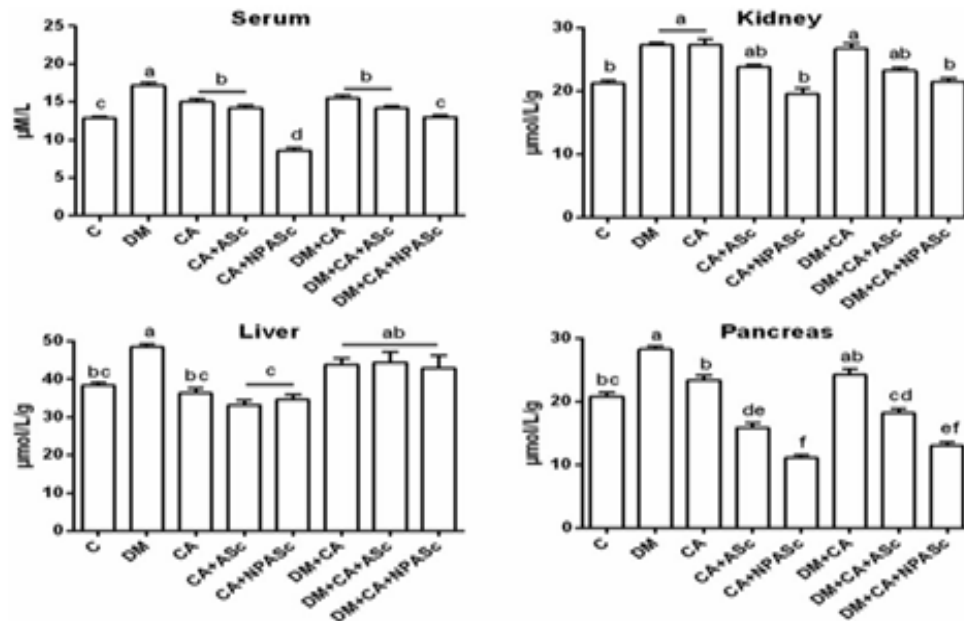 Serum
25
20
15
10
5
0
µM/L
c
a
b
d
b
c
C
DM
CA
CA+ASc
CA+NPASc
DM+CA
DM+CA+ASc
DM+CA+NPASc
Kidney
30
20
10
0
µmol/L/g
b
a
ab
b
a
ab
b
C
DM
CA
CA+ASc
CA+NPASc
DM+CA
DM+CA+ASc
DM+CA+NPASc
Liver
50
40
30
20
10
0
µmol/L/g
bc
a
bc
c
ab
C
DM
CA
CA+ASc
CA+NPASc
DM+CA
DM+CA+ASc
DM+CA+NPASc
Pancreas
30
20
10
0
µmol/L/g
bc
a
b
de
f
ab
cd
ef
C
DM
CA
CA+ASc
CA+NPASc
DM+CA
DM+CA+ASc
DM+CA+NPASc